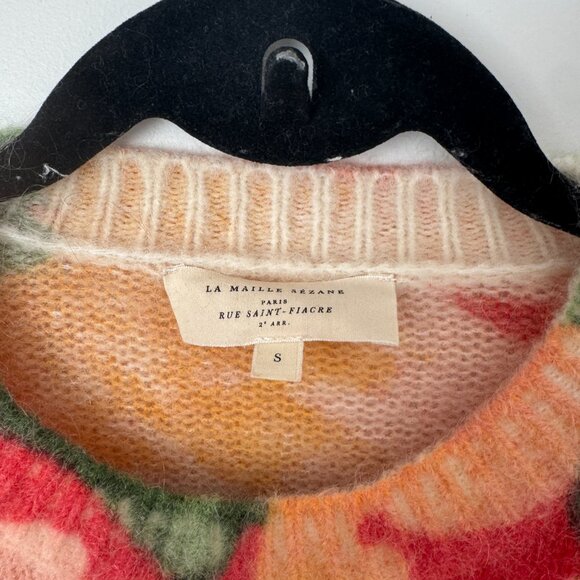 LA MAILLE SÉZANE
PARIS
RUE SAINT-FIACRE
2ᵉ ARR.
S